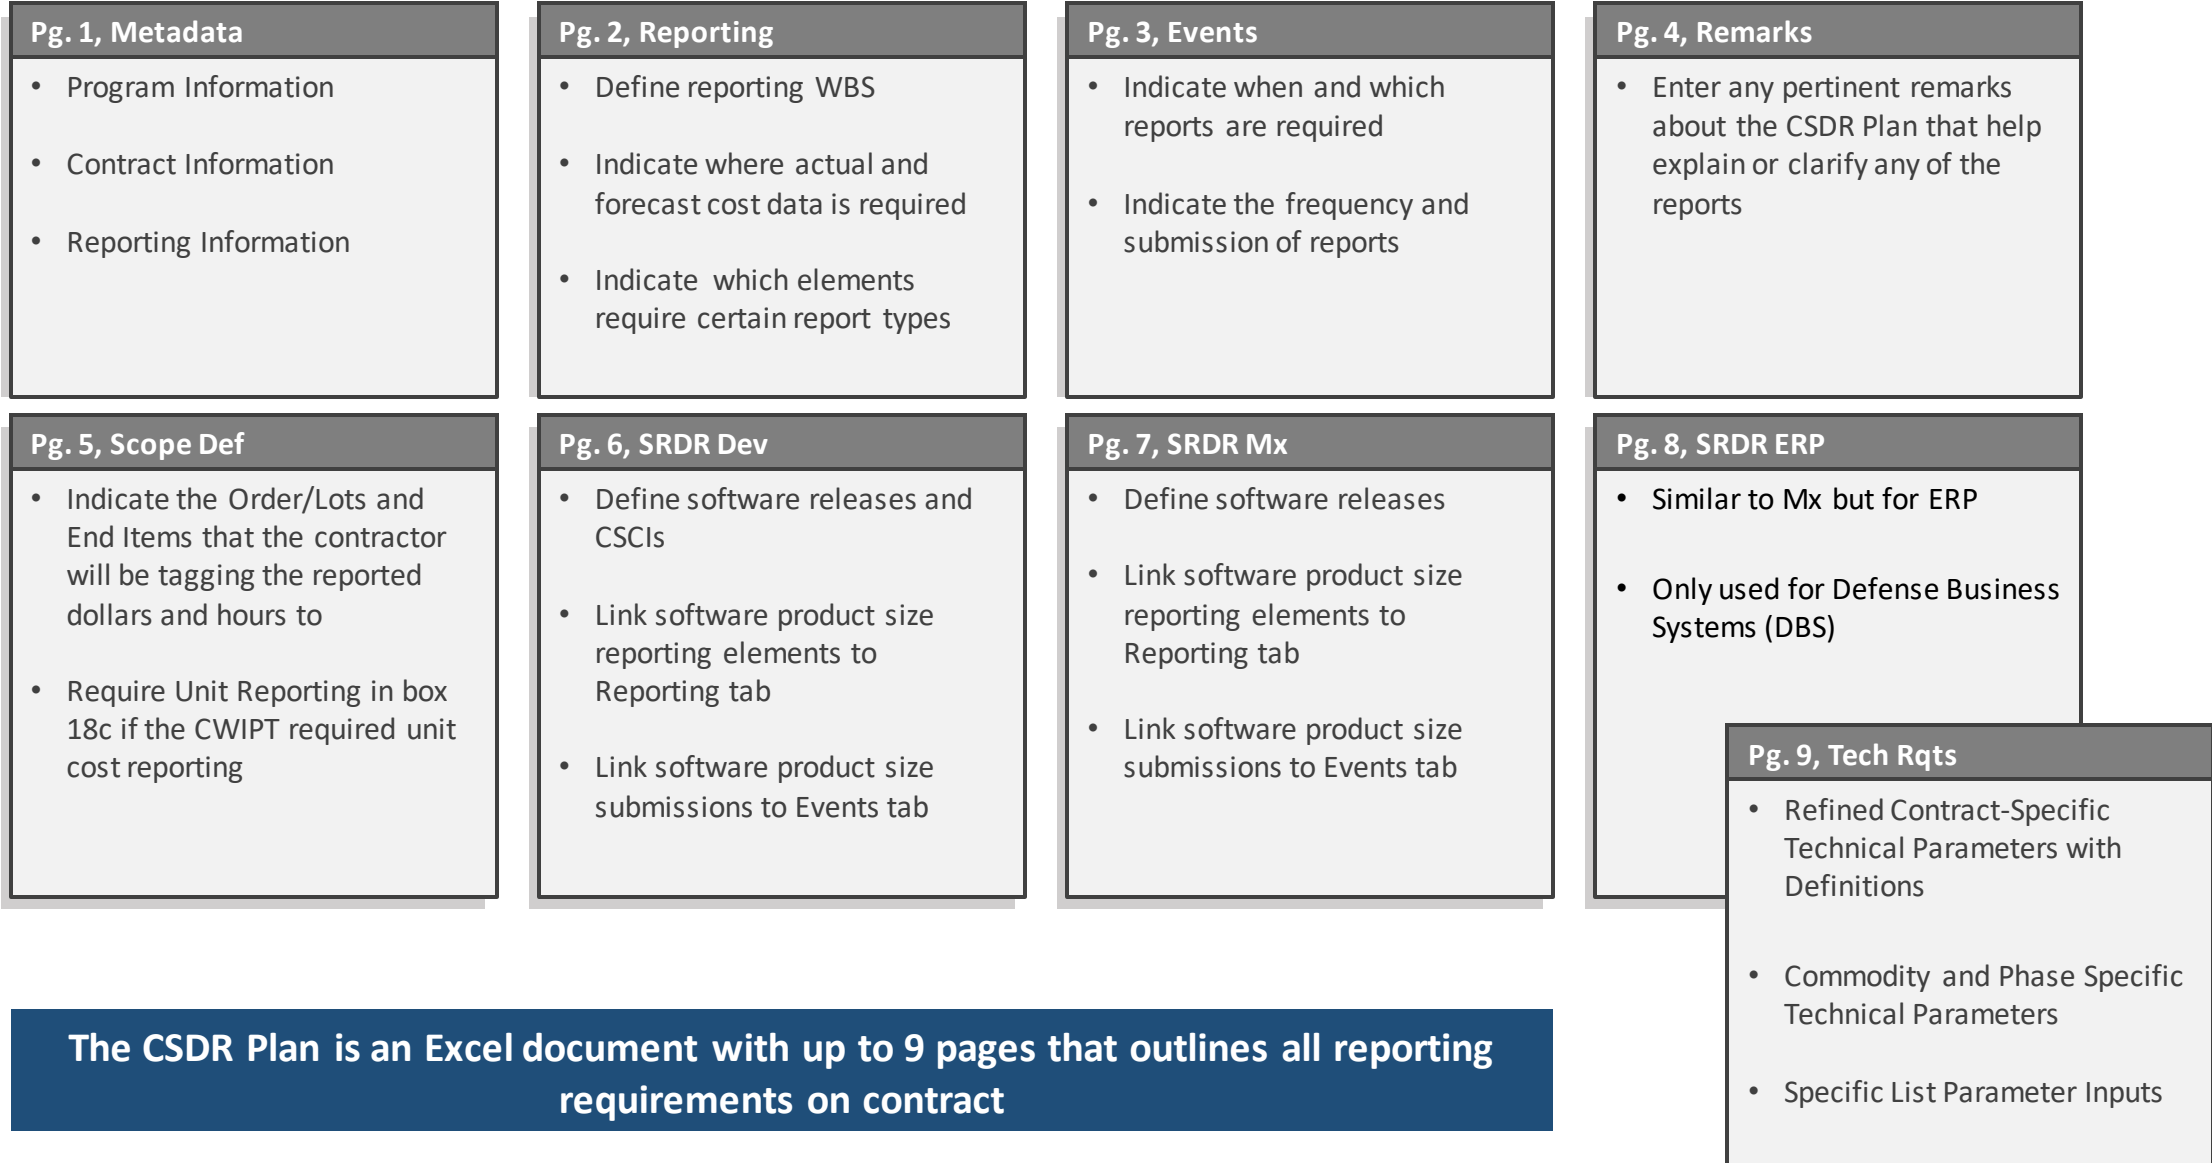 Pg. 1, Metadata
• Program Information
• Contract Information
• Reporting Information
Pg. 2, Reporting
• Define reporting WBS
• Indicate where actual and
forecast cost data is required
• Indicate which elements
require certain report types
Pg. 3, Events
• Indicate when and which
reports are required
• Indicate the frequency and
submission of reports
Pg. 4, Remarks
• Enter any pertinent remarks
about the CSDR Plan that help
explain or clarify any of the
reports
Pg. 5, Scope Def
• Indicate the Order/Lots and
End Items that the contractor
will be tagging the reported
dollars and hours to
• Require Unit Reporting in box
18c if the CWIPT required unit
cost reporting
Pg. 6, SRDR Dev
• Define software releases and
CSCIs
• Link software product size
reporting elements to
Reporting tab
• Link software product size
submissions to Events tab
Pg. 7, SRDR Mx
• Define software releases
• Link software product size
reporting elements to
Reporting tab
• Link software product size
submissions to Events tab
Pg. 8, SRDR ERP
• Similar to Mx but for ERP
• Only used for Defense Business
Systems (DBS)
Pg. 9, Tech Rqts
• Refined Contract-Specific
Technical Parameters with
Definitions
• Commodity and Phase Specific
Technical Parameters
• Specific List Parameter Inputs
The CSDR Plan is an Excel document with up to 9 pages that outlines all reporting
requirements on contract